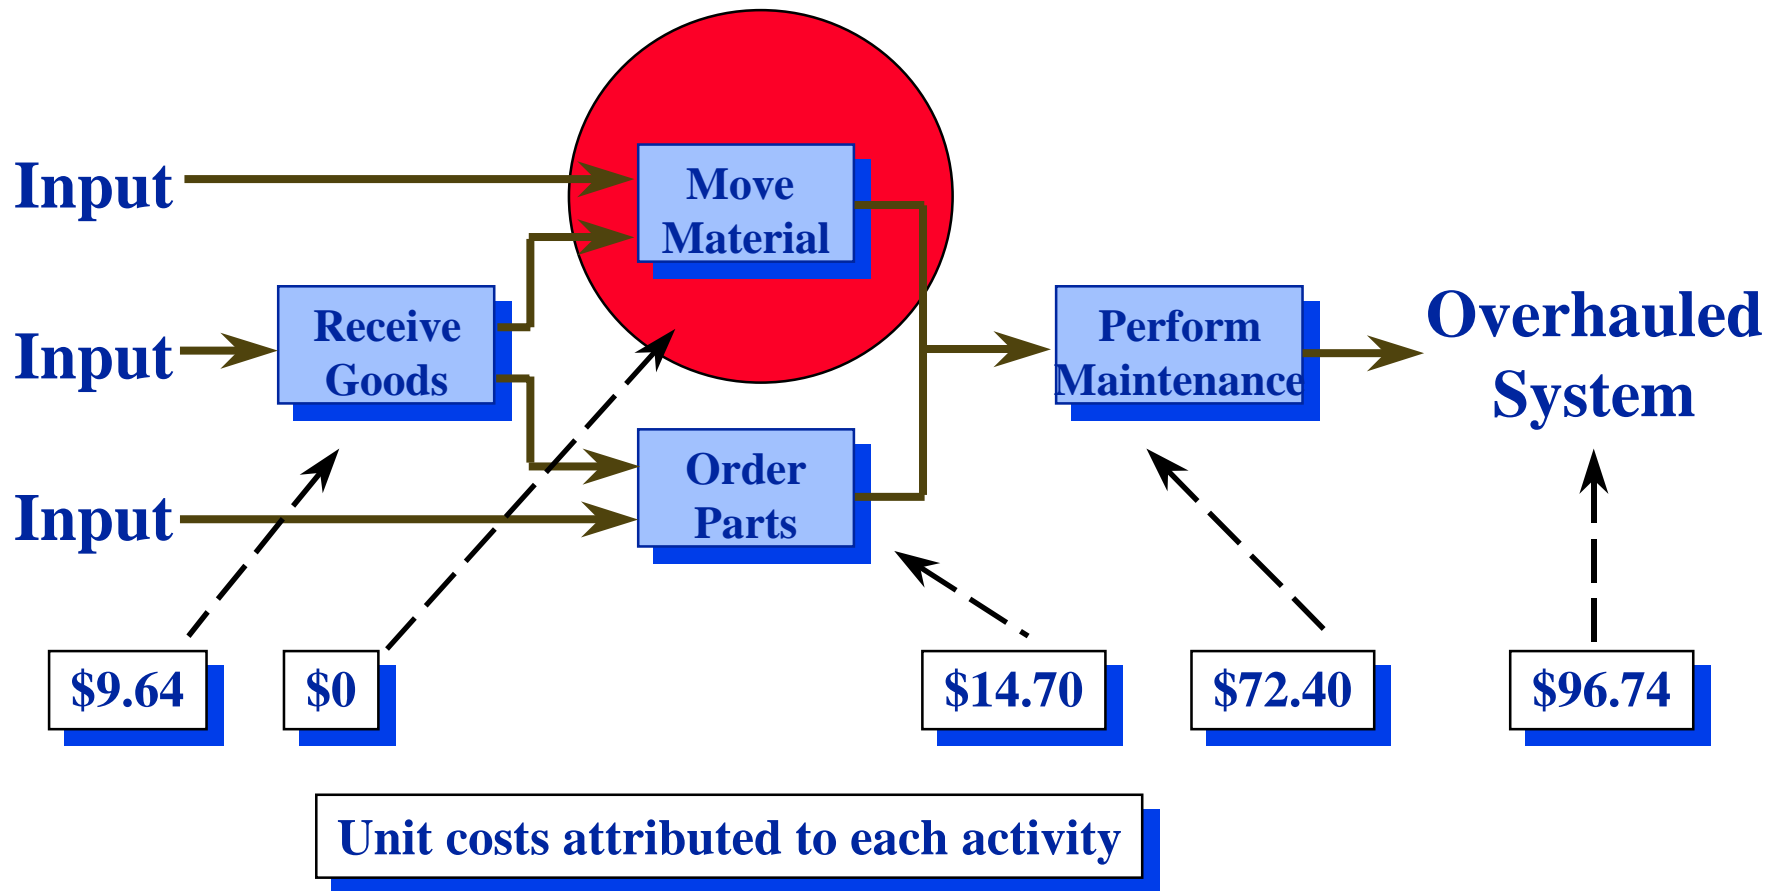 Input
Move
Material
Input
Receive
Goods
Perform
Maintenance
Overhauled
System
Input
Order
Parts
$9.64
$0
$14.70
$72.40
$96.74
Unit costs attributed to each activity